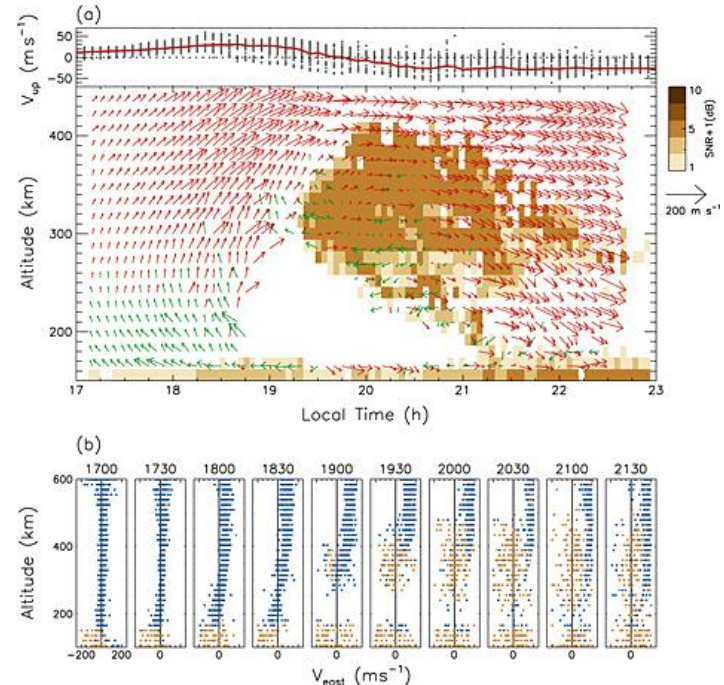 (a)
V_up (m s⁻¹)
50
0
-50
Altitude (km)
400
300
200
17 18 19 20 21 22 23
Local Time (h)
10
5
1
SNR+1(dB)
200 m s⁻¹
(b)
1700 1730 1800 1830 1900 1930 2000 2030 2100 2130
Altitude (km)
600
400
200
-200 200
0 0 0 0 0 0 0 0 0
V_east (ms⁻¹)